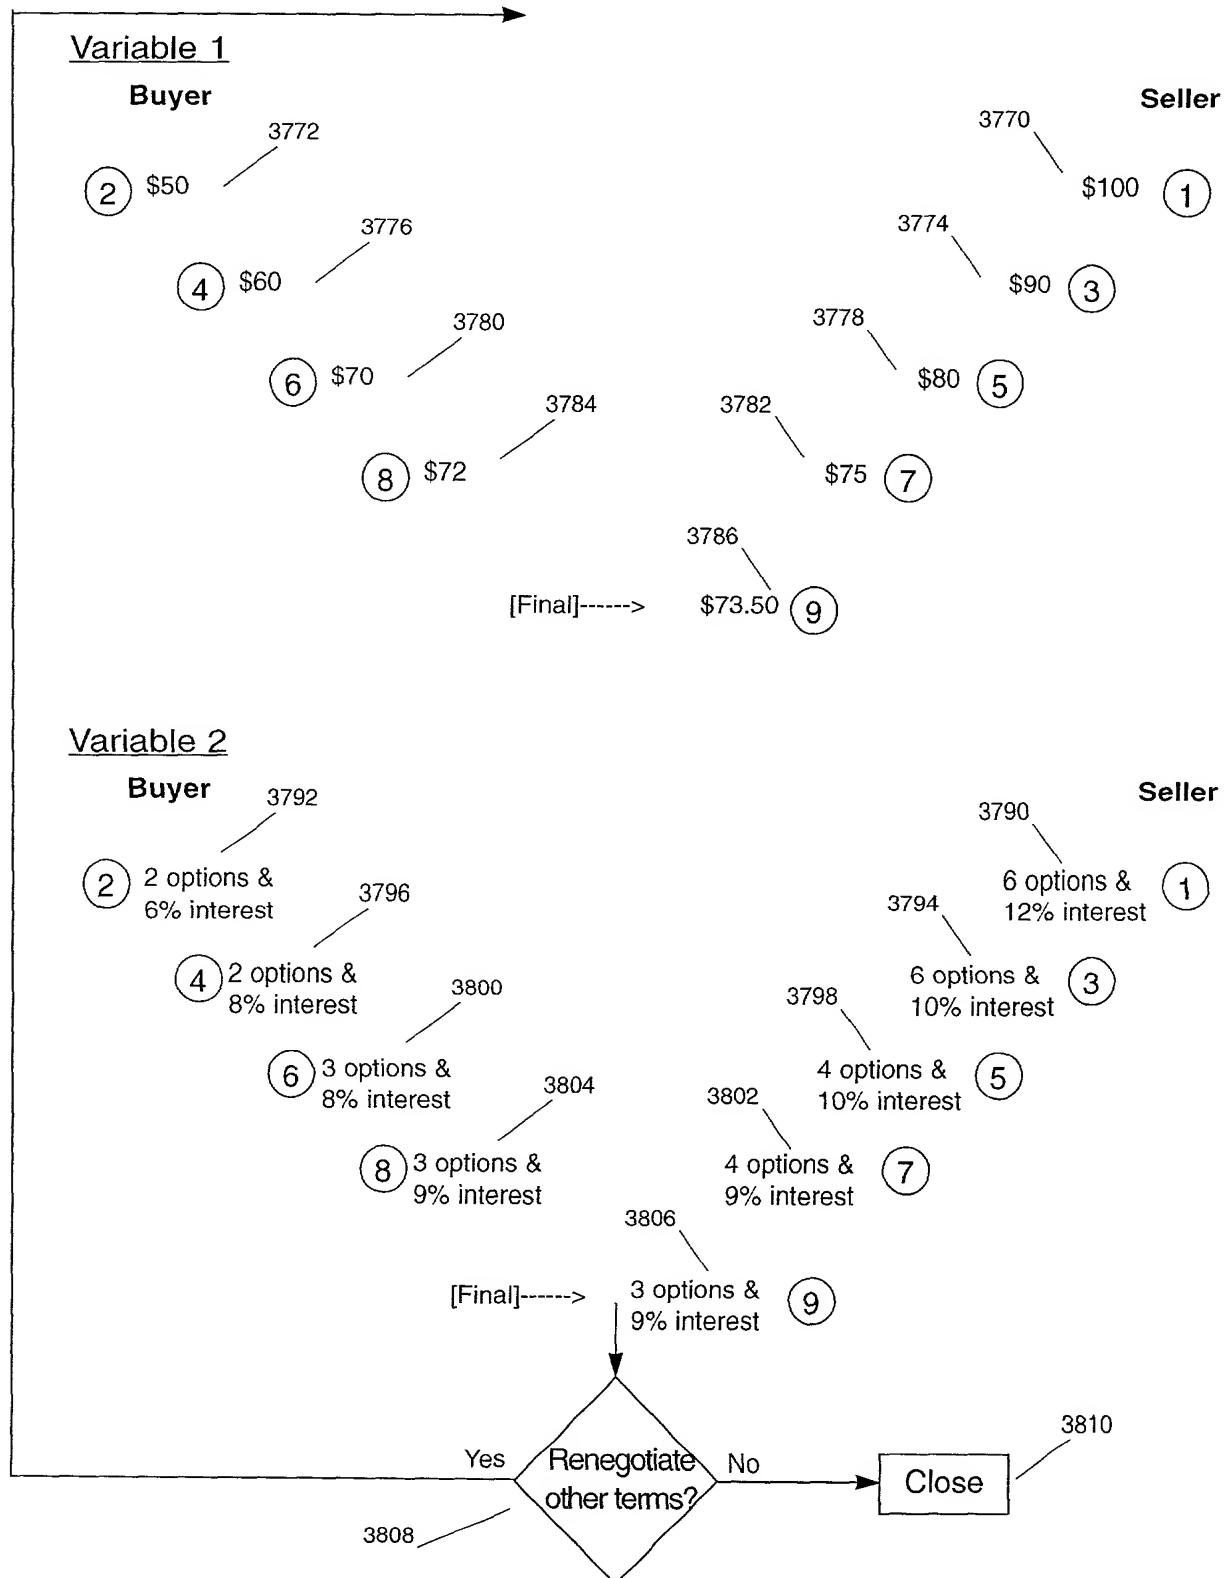 Variable 1
Buyer
Seller
3772
3770
2 $50
$100 1
3776
3774
4 $60
$90 3
3780
3778
6 $70
$80 5
3784
3782
8 $72
$75 7
3786
[Final]------> $73.50 9
Variable 2
Buyer
Seller
3792
3790
2 2 options &
6% interest
6 options & 1
12% interest
3796
3794
4 2 options &
8% interest
6 options & 3
10% interest
3800
3798
6 3 options &
8% interest
4 options & 5
10% interest
3804
3802
8 3 options &
9% interest
4 options & 7
9% interest
3806
[Final]------> 3 options & 9
9% interest
Yes
Renegotiate
other terms?
No
Close
3810
3808